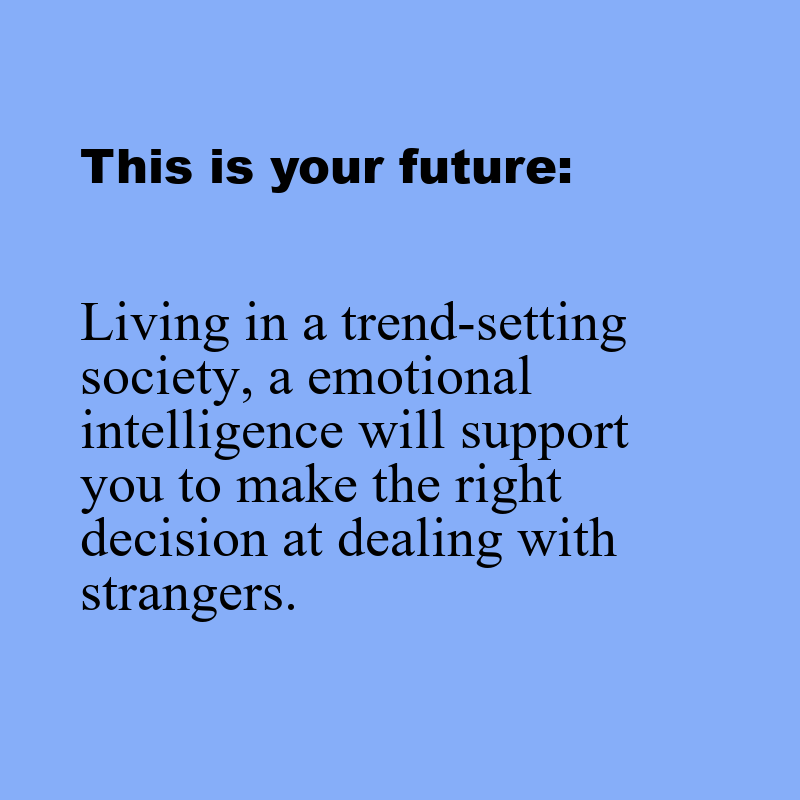 This is your future:
Living in a trend-setting
society, a emotional
intelligence will support
you to make the right
decision at dealing with
strangers.